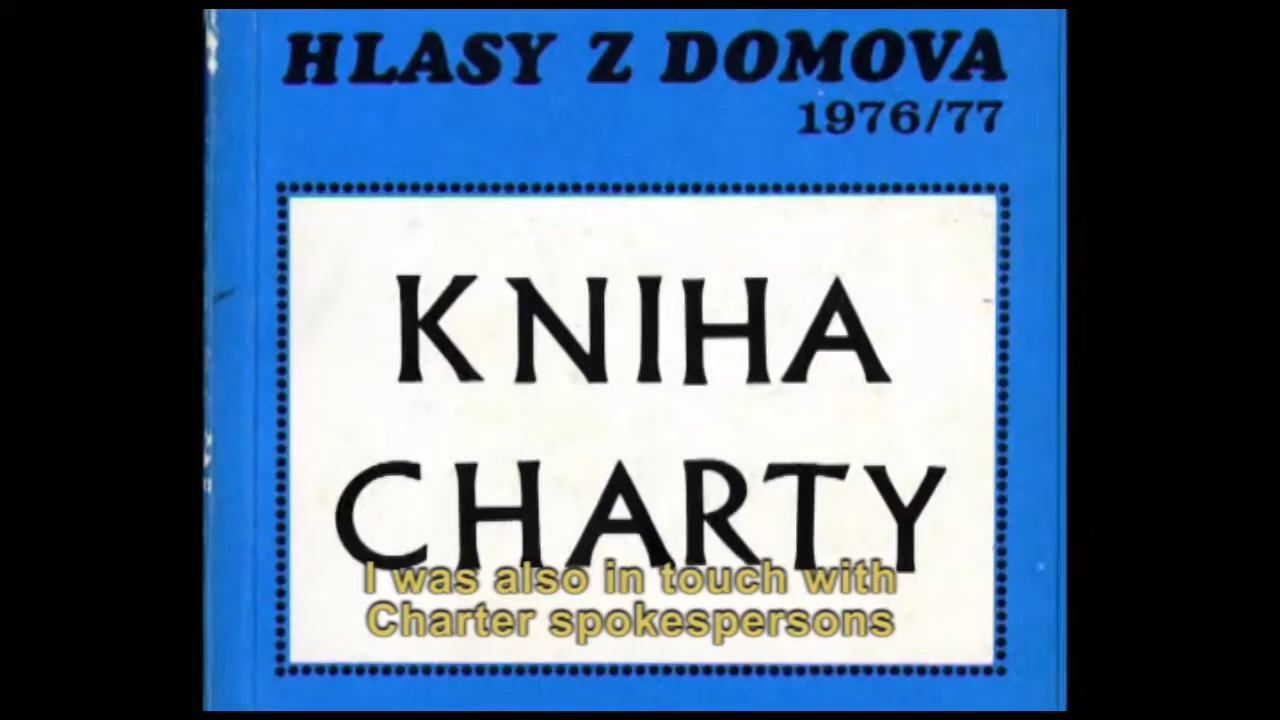 HLASY Z DOMOVA
1976/77
KNIHA
CHARTY
I was also in touch with
Charter spokespersons